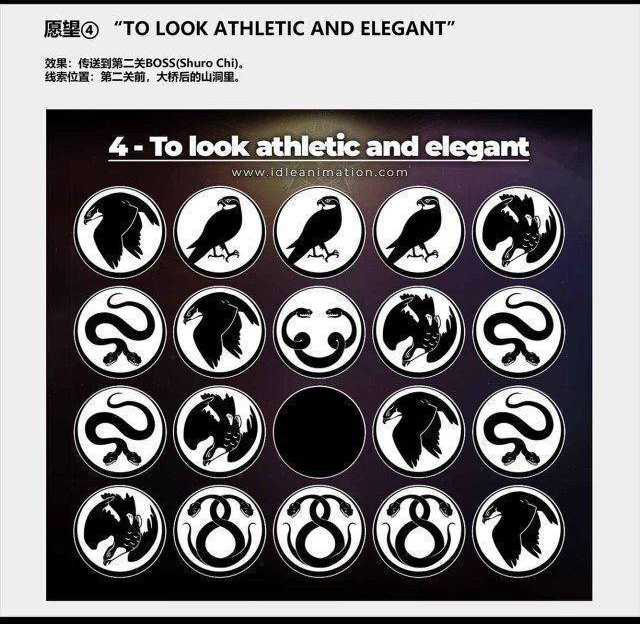 愿望④ “TO LOOK ATHLETIC AND ELEGANT”
效果：传送到第二关BOSS(Shuro Chi)。
线索位置：第二关前，大桥后的山洞里。
4 - To look athletic and elegant
www.idleanimation.com